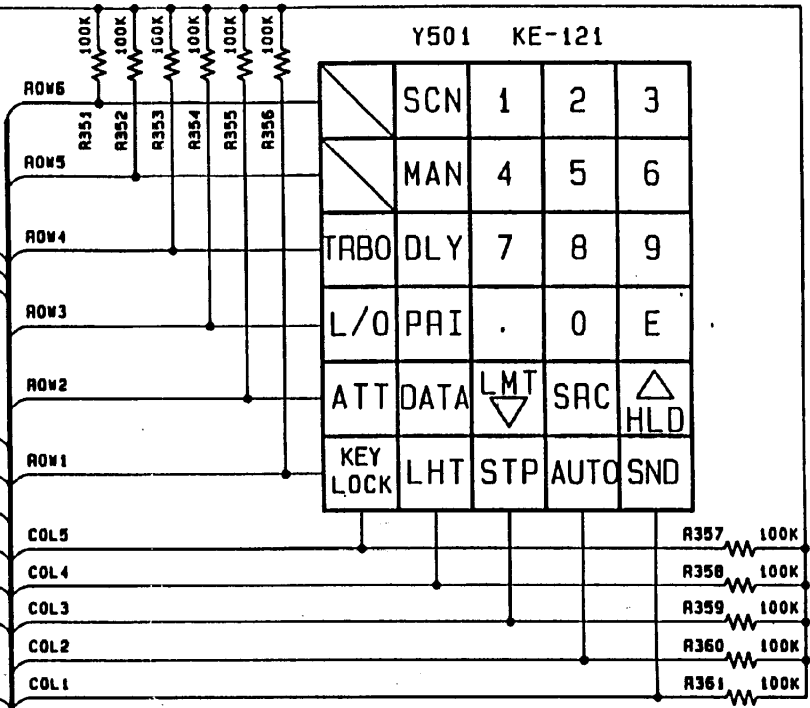 Y501 KE-121
100K 100K 100K 100K 100K 100K
ROW6
R351 R352 R353 R354 R355 R356
SCN 1 2 3
ROW5
MAN 4 5 6
ROW4
TRBO DLY 7 8 9
ROW3
L/O PRI . 0 E
ROW2
ATT DATA LMT ▽ SRC △ HLD
ROW1
KEY LOCK LHT STP AUTO SND
COL5
R357 100K
COL4
R358 100K
COL3
R359 100K
COL2
R360 100K
COL1
R361 100K